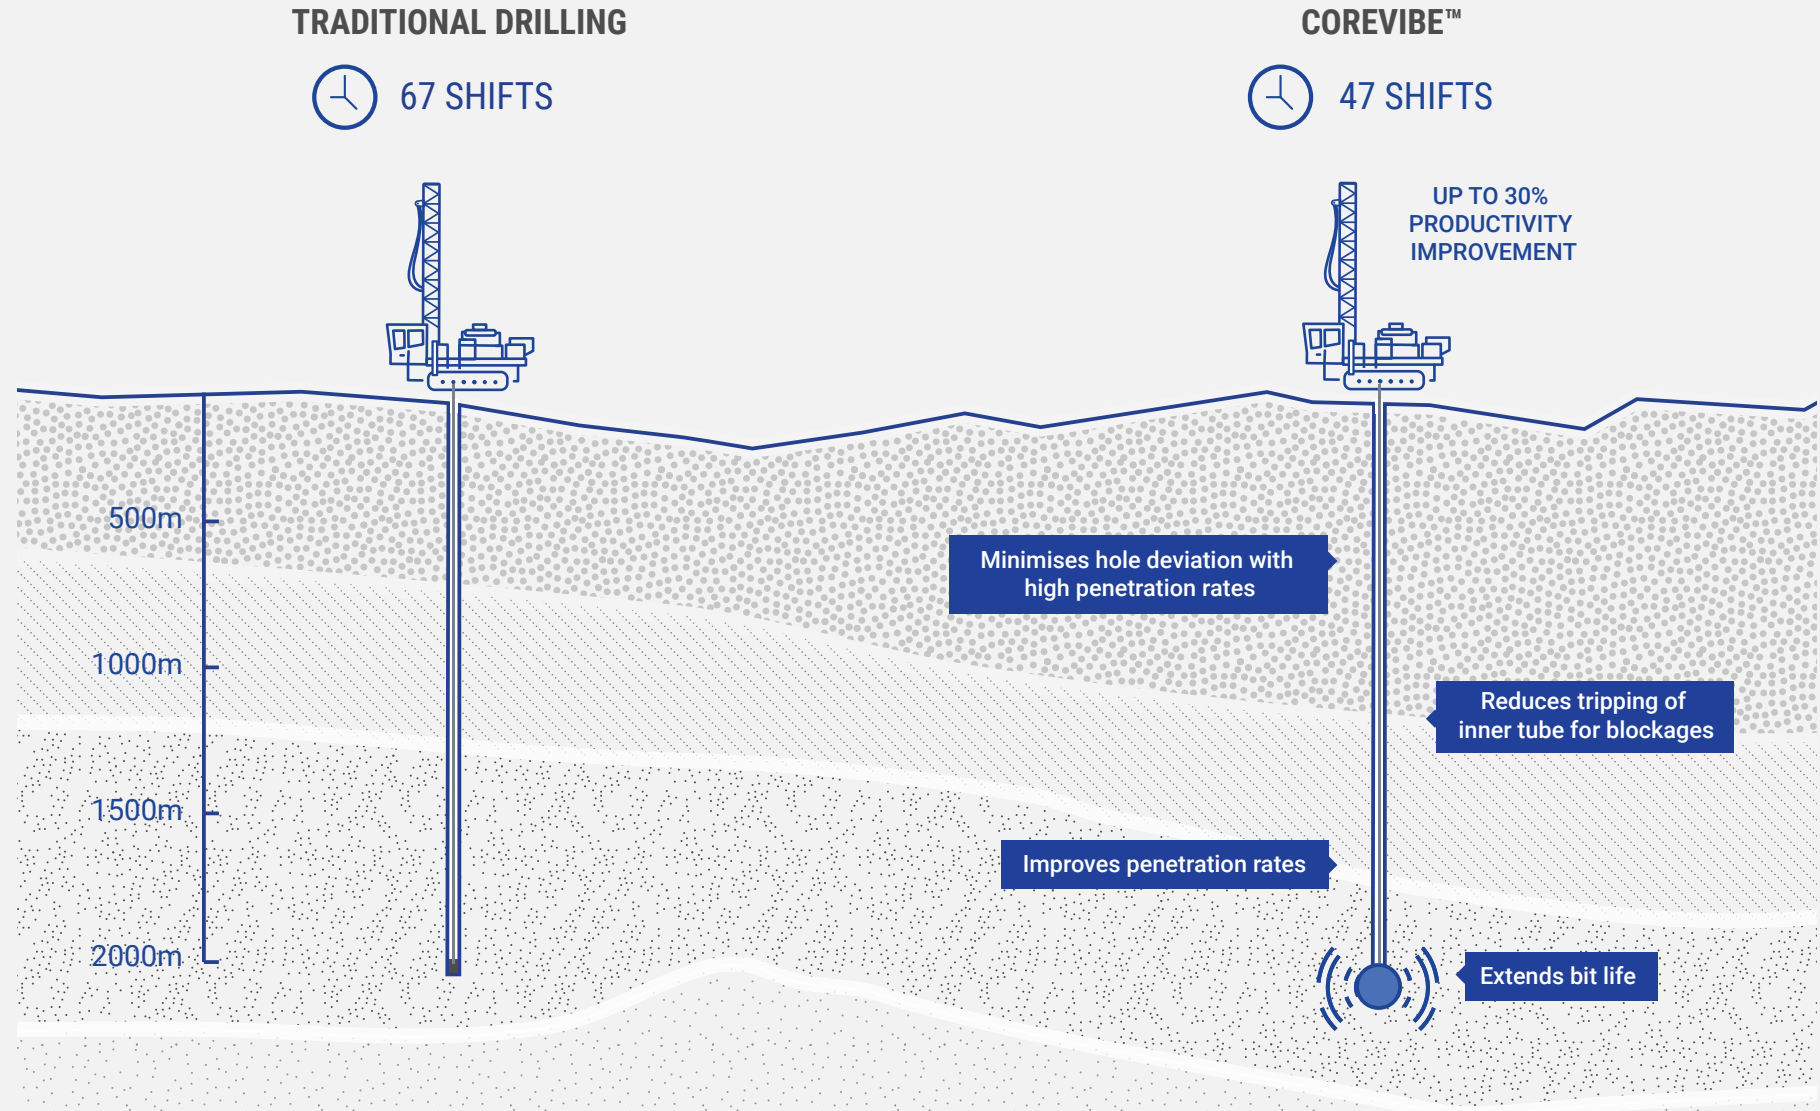 TRADITIONAL DRILLING
67 SHIFTS
COREVIBE™
47 SHIFTS
UP TO 30%
PRODUCTIVITY
IMPROVEMENT
500m
1000m
1500m
2000m
Minimises hole deviation with
high penetration rates
Reduces tripping of
inner tube for blockages
Improves penetration rates
Extends bit life